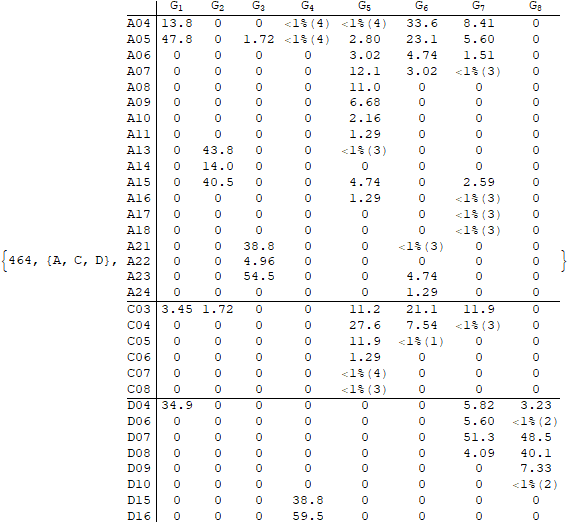 G1 G2 G3 G4 G5 G6 G7 G8
A04 13.8 0 0 <1%(4) <1%(4) 33.6 8.41 0
A05 47.8 0 1.72 <1%(4) 2.80 23.1 5.60 0
A06 0 0 0 0 3.02 4.74 1.51 0
A07 0 0 0 0 12.1 3.02 <1%(3) 0
A08 0 0 0 0 11.0 0 0 0
A09 0 0 0 0 6.68 0 0 0
A10 0 0 0 0 2.16 0 0 0
A11 0 0 0 0 1.29 0 0 0
A13 0 43.8 0 0 <1%(3) 0 0 0
A14 0 14.0 0 0 0 0 0 0
A15 0 40.5 0 0 4.74 0 2.59 0
A16 0 0 0 0 1.29 0 <1%(3) 0
A17 0 0 0 0 0 0 <1%(3) 0
A18 0 0 0 0 0 0 <1%(3) 0
A21 0 0 38.8 0 0 <1%(3) 0 0
{464, {A, C, D}, A22 0 0 4.96 0 0 0 0 0 }
A23 0 0 54.5 0 0 4.74 0 0
A24 0 0 0 0 0 1.29 0 0
C03 3.45 1.72 0 0 11.2 21.1 11.9 0
C04 0 0 0 0 27.6 7.54 <1%(3) 0
C05 0 0 0 0 11.9 <1%(1) 0 0
C06 0 0 0 0 1.29 0 0 0
C07 0 0 0 0 <1%(4) 0 0 0
C08 0 0 0 0 <1%(3) 0 0 0
D04 34.9 0 0 0 0 0 5.82 3.23
D06 0 0 0 0 0 0 5.60 <1%(2)
D07 0 0 0 0 0 0 51.3 48.5
D08 0 0 0 0 0 0 4.09 40.1
D09 0 0 0 0 0 0 0 7.33
D10 0 0 0 0 0 0 0 <1%(2)
D15 0 0 0 38.8 0 0 0 0
D16 0 0 0 59.5 0 0 0 0